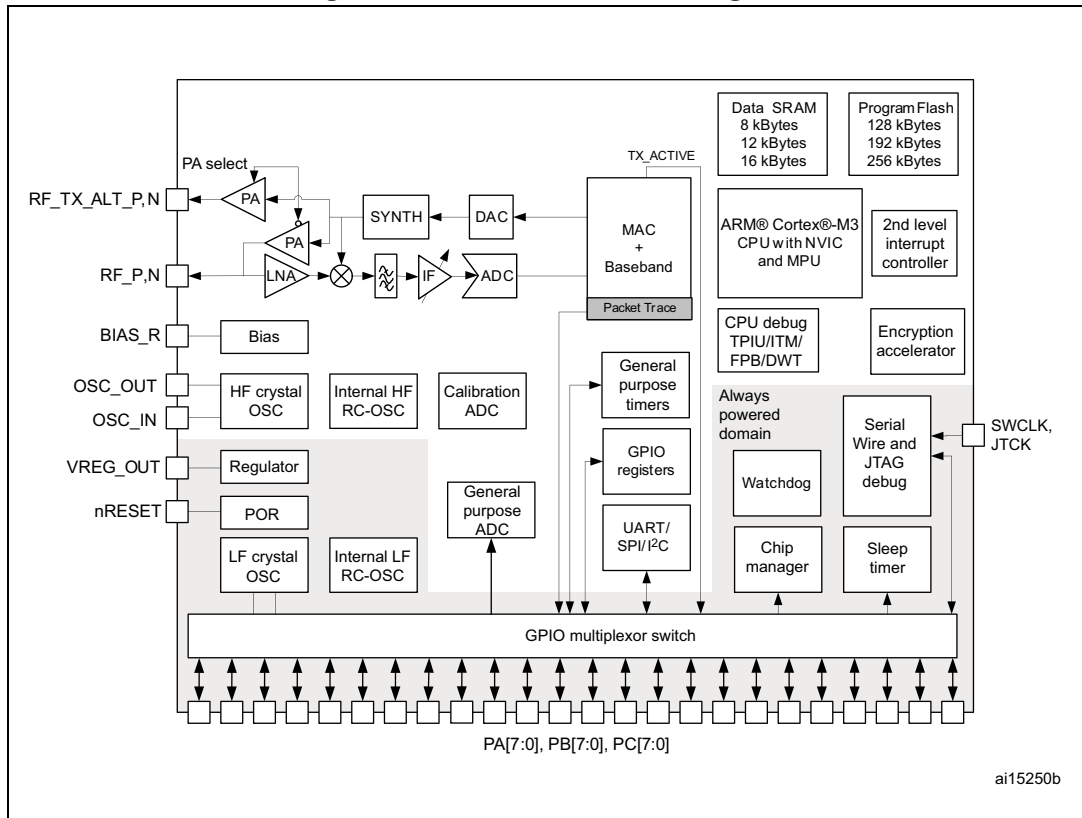 Data SRAM
8 kBytes
12 kBytes
16 kBytes
Program Flash
128 kBytes
192 kBytes
256 kBytes
PA select
TX_ACTIVE
RF_TX_ALT_P,N
PA
SYNTH
DAC
MAC
+
Baseband
ARM® Cortex®-M3
CPU with NVIC
and MPU
2nd level
interrupt
controller
PA
RF_P,N
LNA
IF
ADC
Packet Trace
BIAS_R
Bias
CPU debug
TPIU/ITM/
FPB/DWT
Encryption
accelerator
OSC_OUT
OSC_IN
HF crystal
OSC
Internal HF
RC-OSC
Calibration
ADC
General
purpose
timers
Always
powered
domain
Serial
Wire and
JTAG
debug
SWCLK,
JTCK
VREG_OUT
Regulator
GPIO
registers
Watchdog
nRESET
POR
General
purpose
ADC
UART/
SPI/I²C
LF crystal
OSC
Internal LF
RC-OSC
Chip
manager
Sleep
timer
GPIO multiplexor switch
PA[7:0], PB[7:0], PC[7:0]
ai15250b